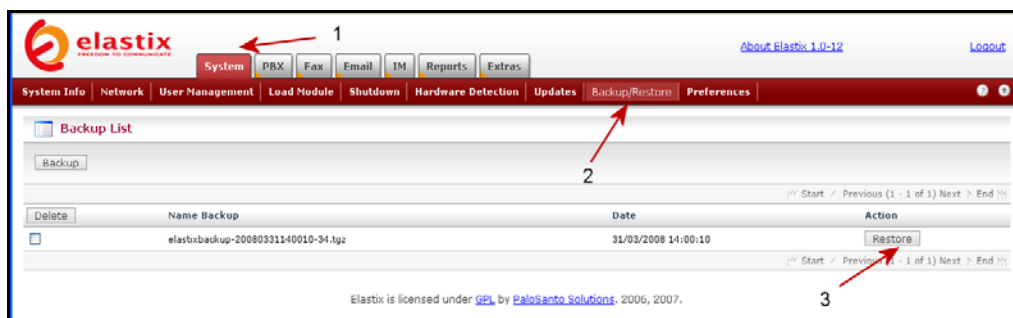 elastix
FREEDOM TO COMMUNICATE
1
About Elastix 1.0-12
Logout
System PBX Fax Email IM Reports Extras
System Info Network User Management Load Module Shutdown Hardware Detection Updates Backup/Restore Preferences
Backup List
Backup
2
Start Previous (1 - 1 of 1) Next End
Delete Name Backup Date Action
elastixbackup-20080331140010-34.tgz 31/03/2008 14:00:10 Restore
Start Previous (1 - 1 of 1) Next End
3
Elastix is licensed under GPL by PaloSanto Solutions. 2006, 2007.